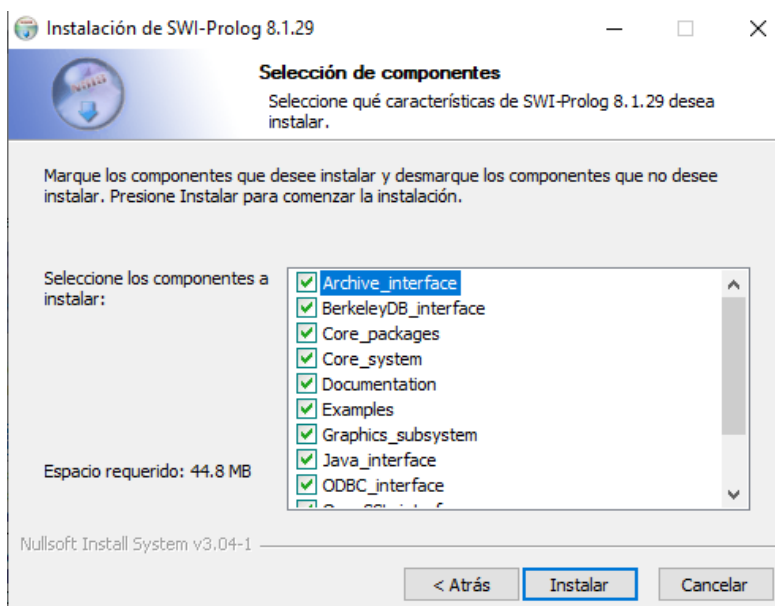 Instalación de SWI-Prolog 8.1.29
Selección de componentes
Seleccione qué características de SWI-Prolog 8.1.29 desea
instalar.
Marque los componentes que desee instalar y desmarque los componentes que no desee
instalar. Presione Instalar para comenzar la instalación.
Seleccione los componentes a
instalar:
Archive_interface
BerkeleyDB_interface
Core_packages
Core_system
Documentation
Examples
Graphics_subsystem
Java_interface
ODBC_interface
Espacio requerido: 44.8 MB
Nullsoft Install System v3.04-1
< Atrás
Instalar
Cancelar